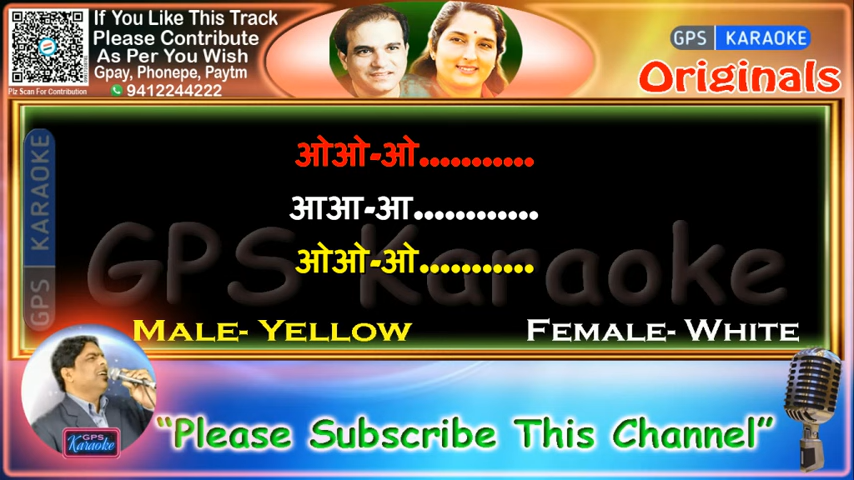 If You Like This Track
Please Contribute
As Per You Wish
Gpay, Phonepe, Paytm
9412244222
Plz Scan For Contribution
GPS KARAOKE
Originals
GPS KARAOKE
ओओ-ओ...........
आआ-आ............
ओओ-ओ...........
GPS Karaoke
MALE- YELLOW
FEMALE- WHITE
GPS
Karaoke
"Please Subscribe This Channel"